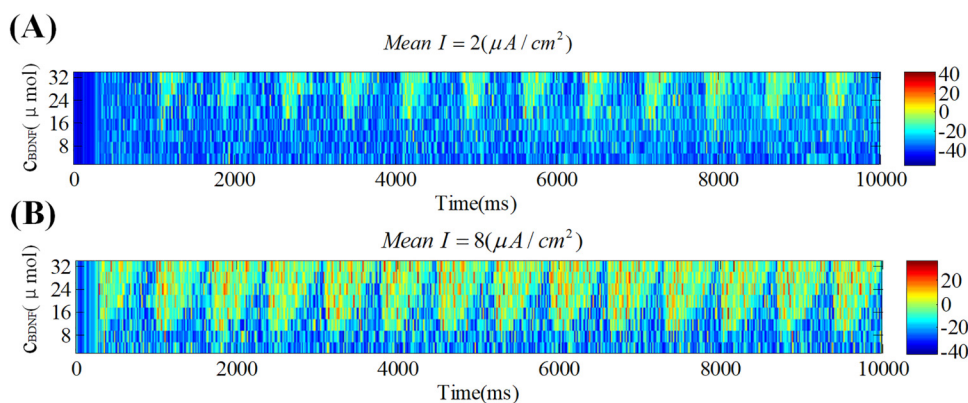 (A)
Mean I = 2(μA/cm²)
C_BDNF( μ mol)
32
24
16
8
0 2000 4000 6000 8000 10000
Time(ms)
40
20
0
-20
-40
(B)
Mean I = 8(μA/cm²)
C_BDNF( μ mol)
32
24
16
8
0 2000 4000 6000 8000 10000
Time(ms)
20
0
-20
-40